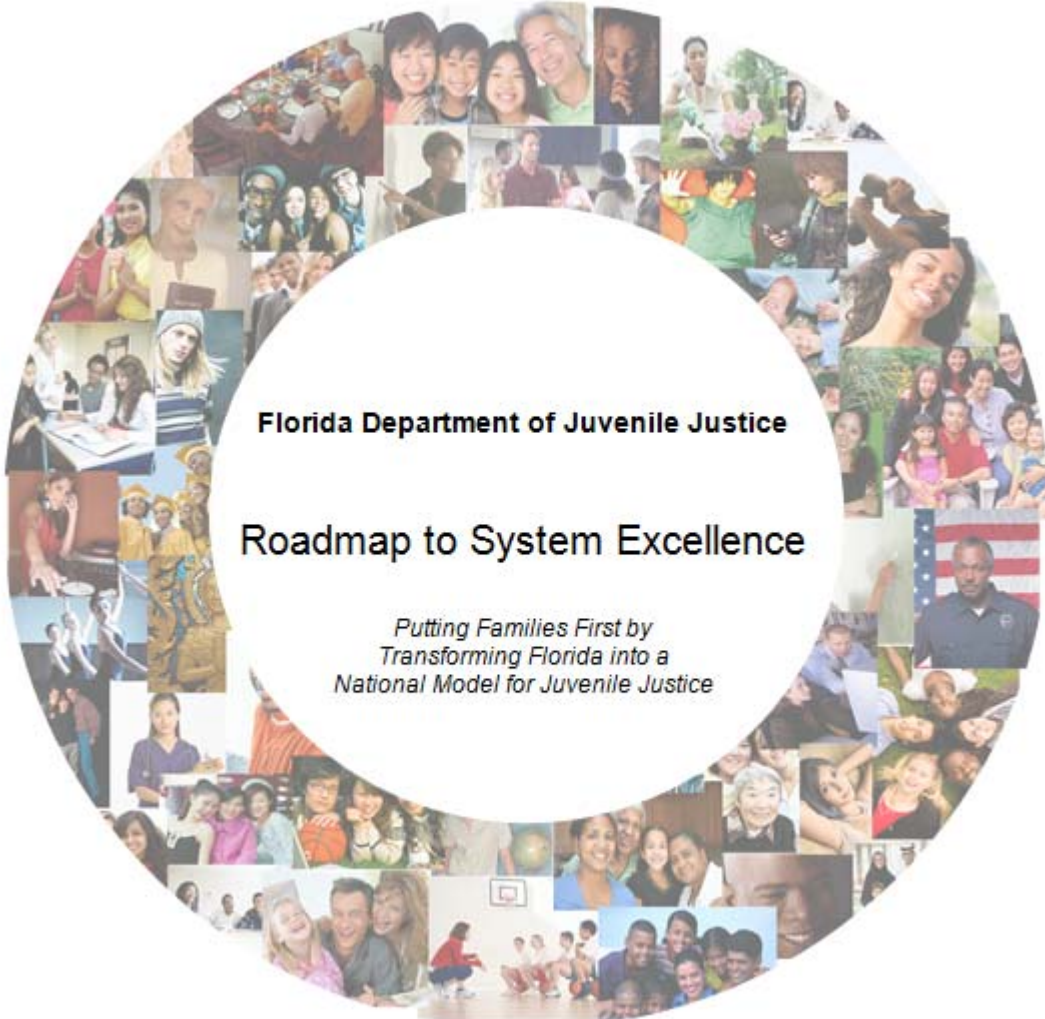 Florida Department of Juvenile Justice
Roadmap to System Excellence
Putting Families First by
Transforming Florida into a
National Model for Juvenile Justice